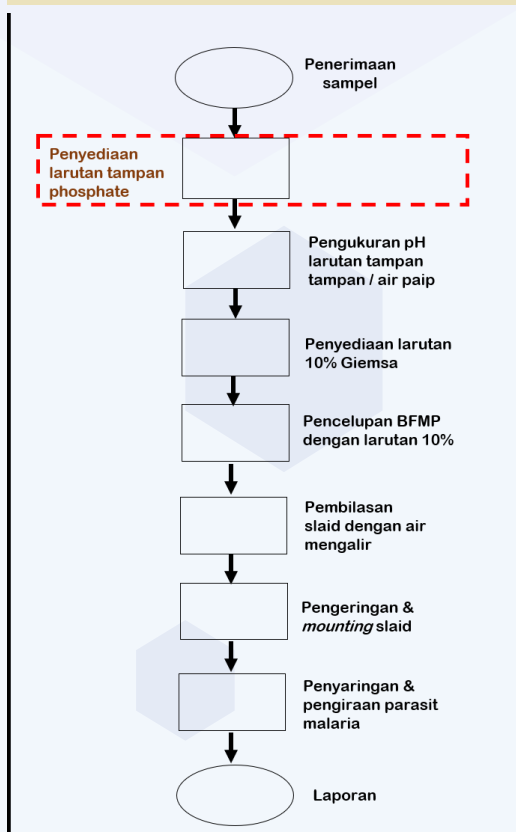 Penerimaan
sampel
Penyediaan
larutan tampan
phosphate
Pengukuran pH
larutan tampan
tampan / air paip
Penyediaan larutan
10% Giemsa
Pencelupan BFMP
dengan larutan 10%
Pembilasan
slaid dengan air
mengalir
Pengeringan &
mounting slaid
Penyaringan &
pengiraan parasit
malaria
Laporan